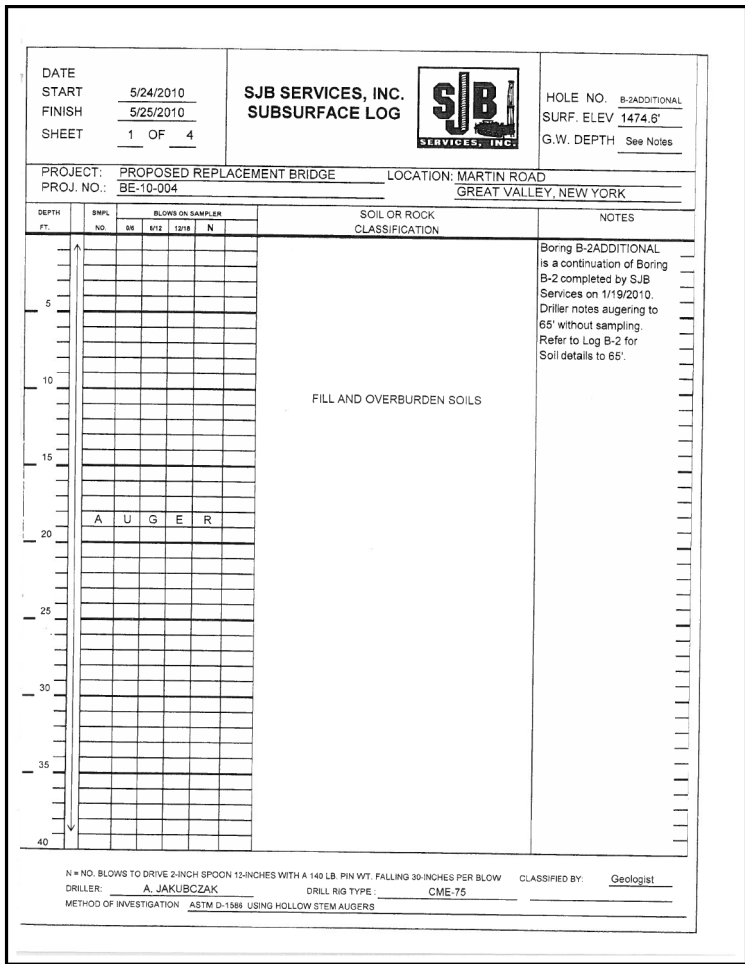 DATE
START 5/24/2010
FINISH 5/25/2010
SHEET 1 OF 4
SJB SERVICES, INC.
SUBSURFACE LOG
SJB
SERVICES, INC.
HOLE NO. B-2ADDITIONAL
SURF. ELEV 1474.6'
G.W. DEPTH See Notes
PROJECT: PROPOSED REPLACEMENT BRIDGE LOCATION: MARTIN ROAD
PROJ. NO.: BE-10-004 GREAT VALLEY, NEW YORK
DEPTH SMPL BLOWS ON SAMPLER SOIL OR ROCK NOTES
FT. NO. 0/6 6/12 12/18 N CLASSIFICATION
Boring B-2ADDITIONAL
is a continuation of Boring
B-2 completed by SJB
Services on 1/19/2010.
5
Driller notes augering to
65' without sampling.
Refer to Log B-2 for
Soil details to 65'.
10
FILL AND OVERBURDEN SOILS
15
A U G E R
20
25
30
35
40
N = NO. BLOWS TO DRIVE 2-INCH SPOON 12-INCHES WITH A 140 LB. PIN WT. FALLING 30-INCHES PER BLOW CLASSIFIED BY: Geologist
DRILLER: A. JAKUBCZAK DRILL RIG TYPE : CME-75
METHOD OF INVESTIGATION ASTM D-1586 USING HOLLOW STEM AUGERS